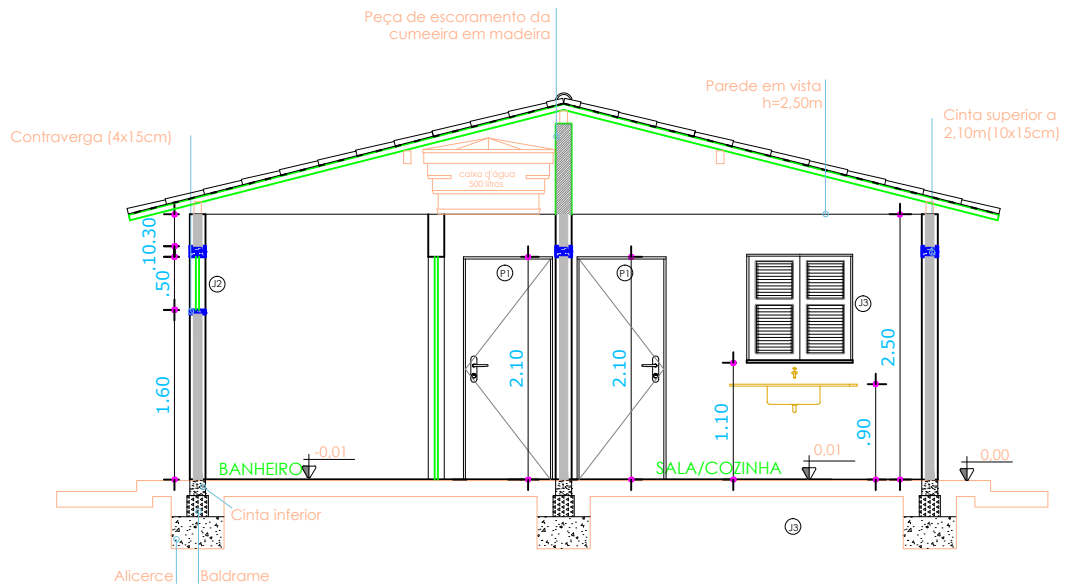 Peça de escoramento da
cumeeira em madeira
Parede em vista
h=2,50m
Cinta superior a
2,10m(10x15cm)
Contraverga (4x15cm)
caixa d'água
500 litros
.30
.10
.50
1.60
J2
P1
P1
J3
2.10
2.10
1.10
.90
2.50
BANHEIRO
-0,01
SALA/COZINHA
0,01
0,00
Cinta inferior
J3
Alicerce
Baldrame